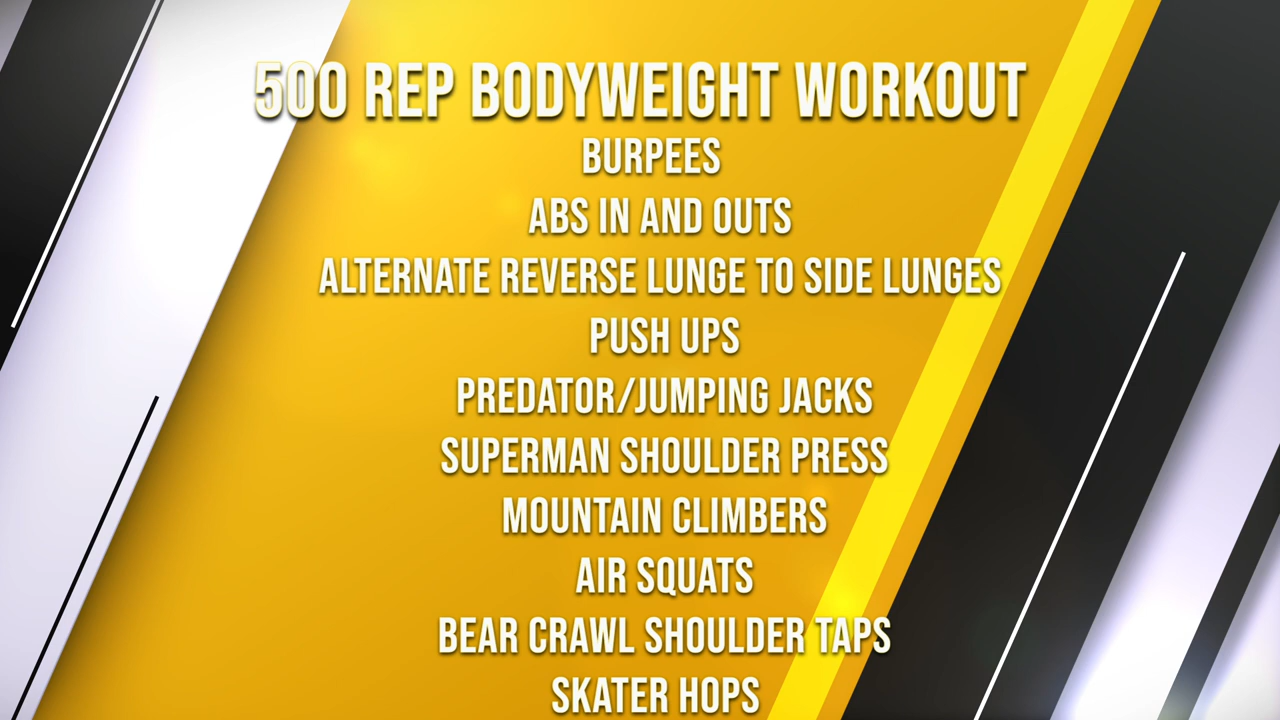 500 REP BODYWEIGHT WORKOUT
BURPEES
ABS IN AND OUTS
ALTERNATE REVERSE LUNGE TO SIDE LUNGES
PUSH UPS
PREDATOR/JUMPING JACKS
SUPERMAN SHOULDER PRESS
MOUNTAIN CLIMBERS
AIR SQUATS
BEAR CRAWL SHOULDER TAPS
SKATER HOPS